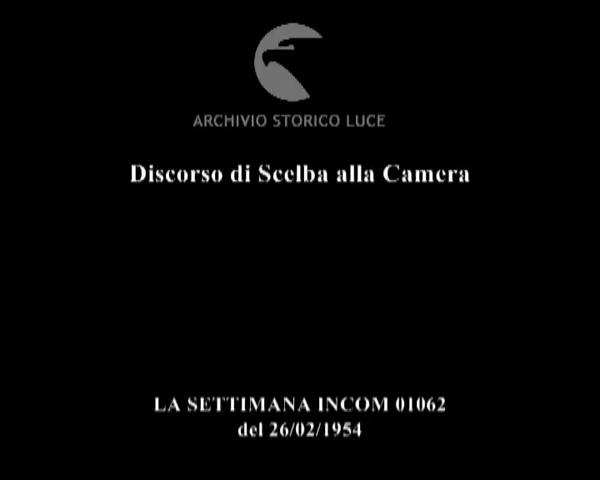 ARCHIVIO STORICO LUCE
Discorso di Scelba alla Camera
LA SETTIMANA INCOM 01062
del 26/02/1954